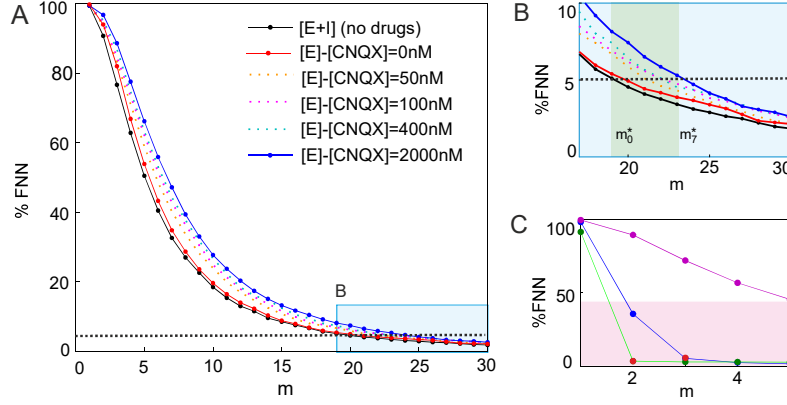 A
% FNN
100
80
60
40
20
0
0
5
10
15
20
25
30
m
[E+I] (no drugs)
[E]-[CNQX]=0nM
[E]-[CNQX]=50nM
[E]-[CNQX]=100nM
[E]-[CNQX]=400nM
[E]-[CNQX]=2000nM
B
B
%FNN
10
5
0
m*0
m*7
20
25
30
m
C
%FNN
100
50
0
2
4
m